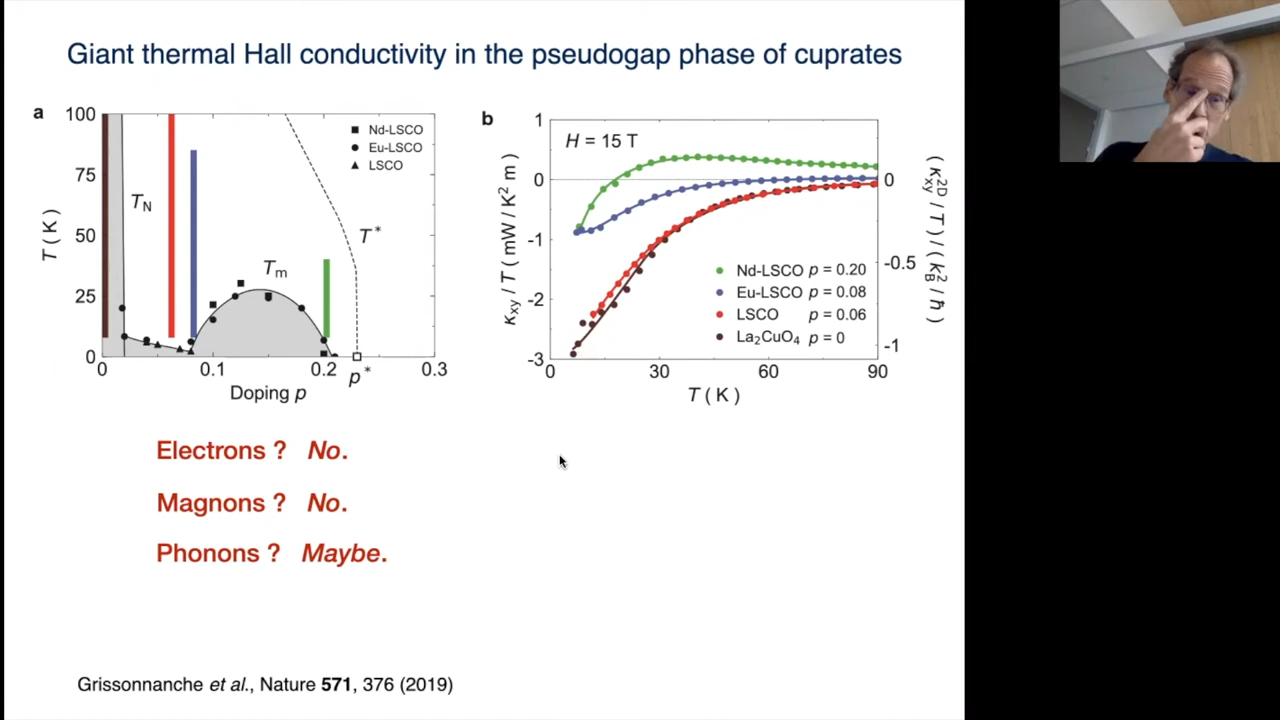 Giant thermal Hall conductivity in the pseudogap phase of cuprates
a
100
75
50
25
0
T ( K )
T_N
T_m
T*
Nd-LSCO
Eu-LSCO
LSCO
0
0.1
0.2
0.3
p*
Doping p
b
H = 15 T
1
0
-1
-2
-3
κ_xy / T ( mW / K² m )
0
-0.5
-1
( κ_xy^2D / T ) / ( k_B² / ħ )
Nd-LSCO p = 0.20
Eu-LSCO p = 0.08
LSCO p = 0.06
La₂CuO₄ p = 0
0
30
60
90
T ( K )
Electrons ? No.
Magnons ? No.
Phonons ? Maybe.
Grissonnanche et al., Nature 571, 376 (2019)